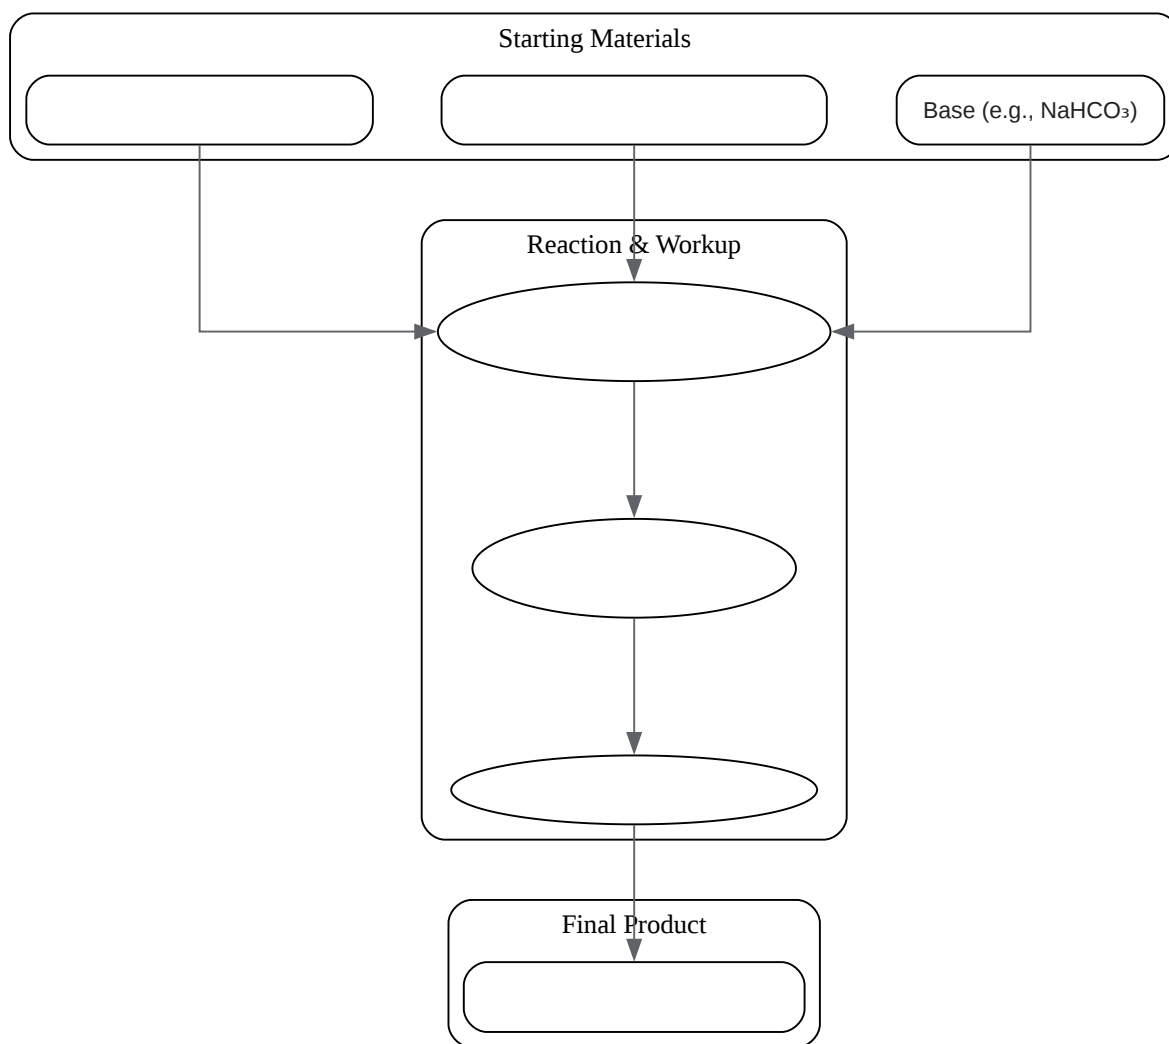 Starting Materials
Base (e.g., NaHCO₃)
Reaction & Workup
Final Product